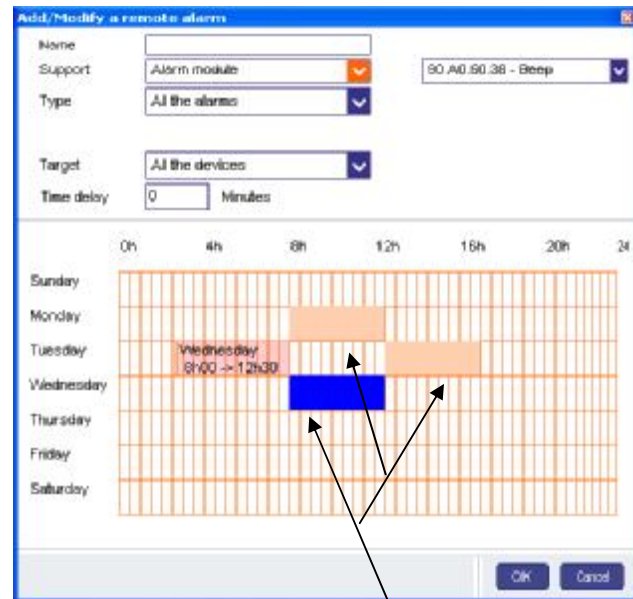 Add/Modify a remote alarm
Name
Support Alarm module 90.A0.60.38 - Beep
Type All the alarms
Target All the devices
Time delay 0 Minutes
0h 4h 8h 12h 16h 20h 24
Sunday
Monday
Tuesday
Wednesday
8h00 -> 12h30
Wednesday
Thursday
Friday
Saturday
OK Cancel